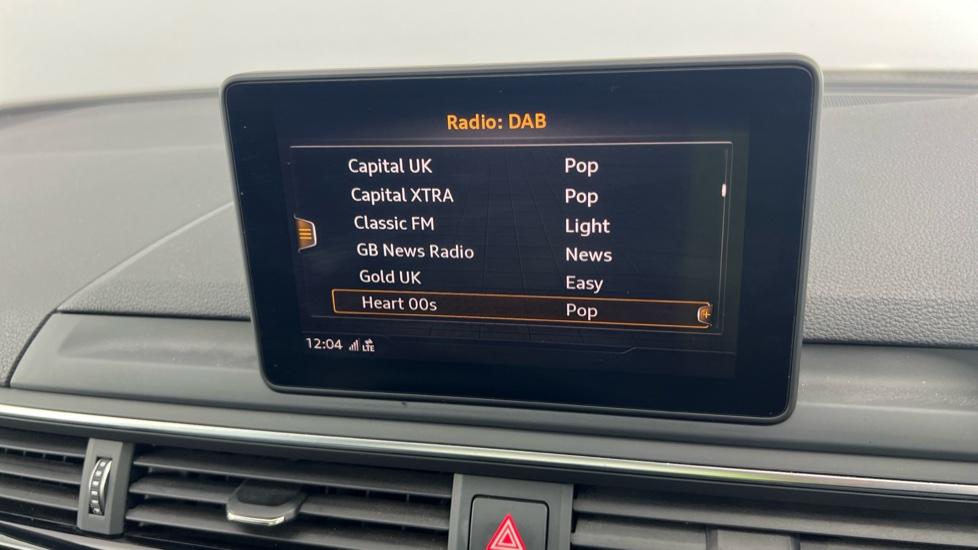 Radio: DAB
Capital UK Pop
Capital XTRA Pop
Classic FM Light
GB News Radio News
Gold UK Easy
Heart 00s Pop
12:04 LTE